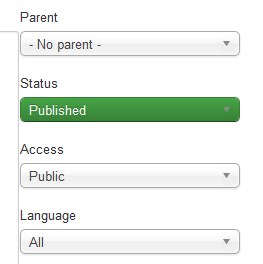 Parent
- No parent -
Status
Published
Access
Public
Language
All